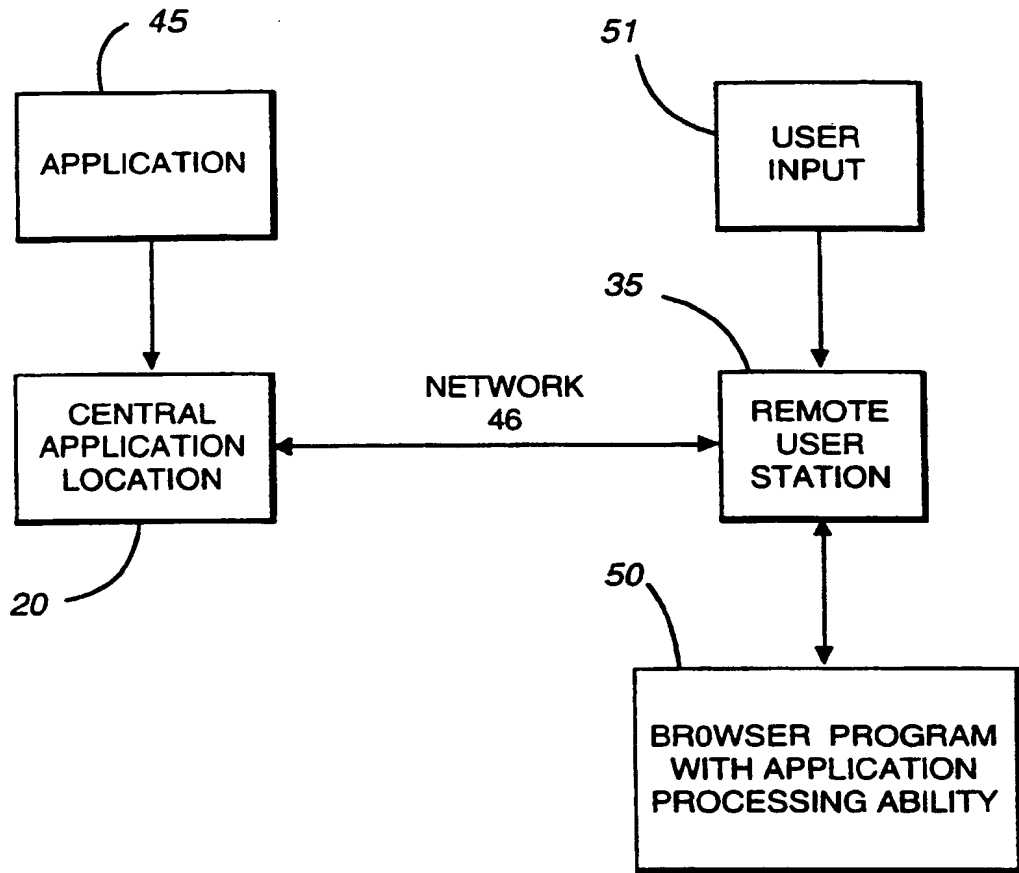 45
APPLICATION
51
USER
INPUT
35
CENTRAL
APPLICATION
LOCATION
NETWORK
46
REMOTE
USER
STATION
20
50
BR0WSER PROGRAM
WITH APPLICATION
PROCESSING ABILITY